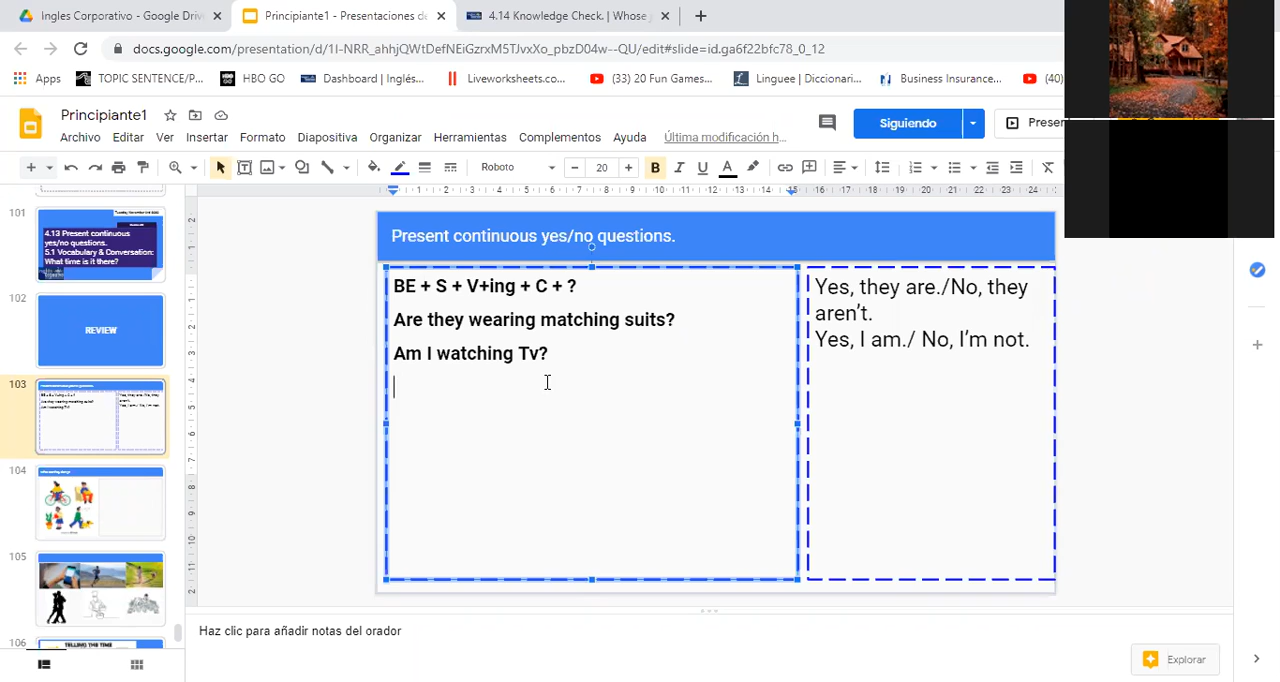 Ingles Corporativo - Google Driv
Principiante1 - Presentaciones de
4.14 Knowledge Check. | Whose j
docs.google.com/presentation/d/1I-NRR_ahhjQWtDefNEiGzrxM5TJvxXo_pbzD04w--QU/edit#slide=id.ga6f22bfc78_0_12
Apps
TOPIC SENTENCE/P...
HBO GO
Dashboard | Inglés...
Liveworksheets.co...
(33) 20 Fun Games...
Linguee | Diccionari...
Business Insurance...
(40)
Principiante1
Archivo Editar Ver Insertar Formato Diapositiva Organizar Herramientas Complementos Ayuda Última modificación h...
Siguiendo
Presen
Roboto
20
101
4.13 Present continuous
yes/no questions.
5.1 Vocabulary & Conversation:
What time is it there?
102
REVIEW
103
104
105
106
TELLING THE TIME
Present continuous yes/no questions.
BE + S + V+ing + C + ?
Are they wearing matching suits?
Am I watching Tv?
Yes, they are./No, they
aren't.
Yes, I am./ No, I'm not.
Haz clic para añadir notas del orador
Explorar